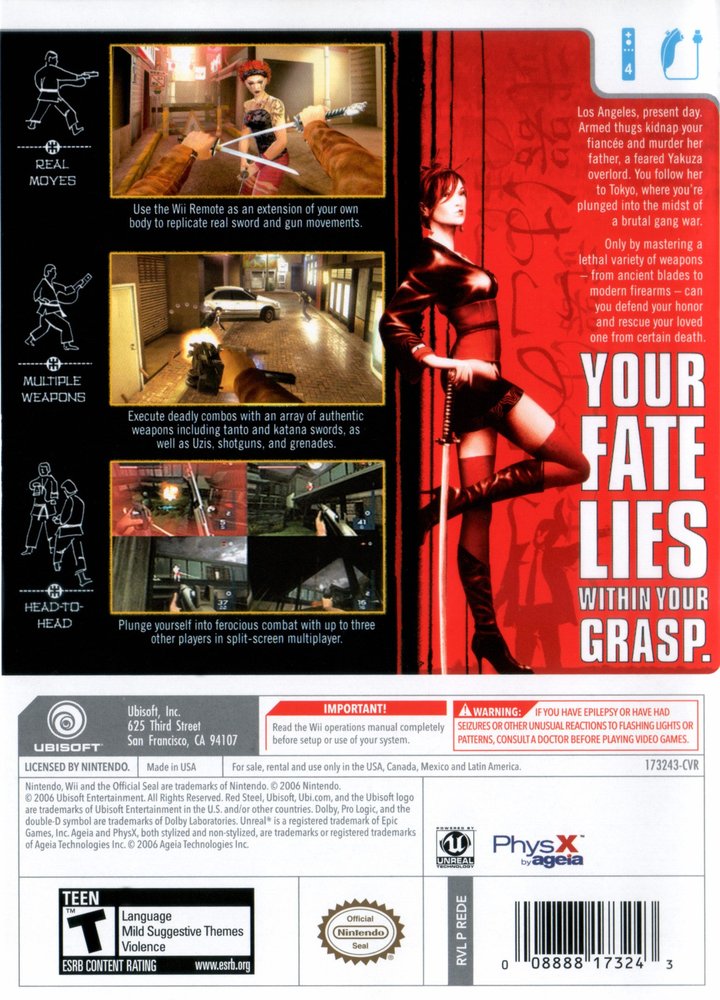 4
REAL
MOVES
Use the Wii Remote as an extension of your own
body to replicate real sword and gun movements.
MULTIPLE
WEAPONS
Execute deadly combos with an array of authentic
weapons including tanto and katana swords, as
well as Uzis, shotguns, and grenades.
HEAD-TO-
HEAD
Plunge yourself into ferocious combat with up to three
other players in split-screen multiplayer.
Los Angeles, present day.
Armed thugs kidnap your
fiancée and murder her
father, a feared Yakuza
overlord. You follow her
to Tokyo, where you're
plunged into the midst of
a brutal gang war.
Only by mastering a
lethal variety of weapons
– from ancient blades to
modern firearms – can
you defend your honor
and rescue your loved
one from certain death.
YOUR
FATE
LIES
WITHIN YOUR
GRASP.
UBISOFT
Ubisoft, Inc.
625 Third Street
San Francisco, CA 94107
IMPORTANT!
Read the Wii operations manual completely
before setup or use of your system.
WARNING: IF YOU HAVE EPILEPSY OR HAVE HAD
SEIZURES OR OTHER UNUSUAL REACTIONS TO FLASHING LIGHTS OR
PATTERNS, CONSULT A DOCTOR BEFORE PLAYING VIDEO GAMES.
LICENSED BY NINTENDO.
Made in USA
For sale, rental and use only in the USA, Canada, Mexico and Latin America.
173243-CVR
Nintendo, Wii and the Official Seal are trademarks of Nintendo. © 2006 Nintendo.
© 2006 Ubisoft Entertainment. All Rights Reserved. Red Steel, Ubisoft, Ubi.com, and the Ubisoft logo
are trademarks of Ubisoft Entertainment in the U.S. and/or other countries. Dolby, Pro Logic, and the
double-D symbol are trademarks of Dolby Laboratories. Unreal® is a registered trademark of Epic
Games, Inc. Ageia and PhysX, both stylized and non-stylized, are trademarks or registered trademarks
of Ageia Technologies Inc. © 2006 Ageia Technologies Inc.
POWERED BY
UNREAL
TECHNOLOGY
PhysX™
by ageia
TEEN
T™
Language
Mild Suggestive Themes
Violence
ESRB CONTENT RATING www.esrb.org
Official
Nintendo
Seal
RVL P REDE
0 08888 17324 3